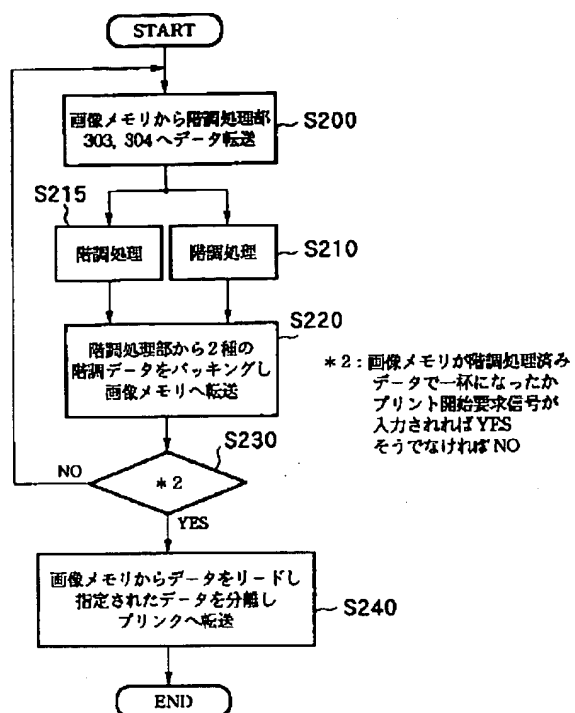 START
画像メモリから階調処理部
303, 304へデータ転送
S200
S215
階調処理
階調処理
S210
S220
階調処理部から2種の
階調データをパッキングし
画像メモリへ転送
*2:画像メモリが階調処理済み
データで一杯になったか
プリント開始要求信号が
入力されればYES
そうでなければNO
S230
NO
*2
YES
画像メモリからデータをリードし
指定されたデータを分離し
プリンクへ転送
S240
END